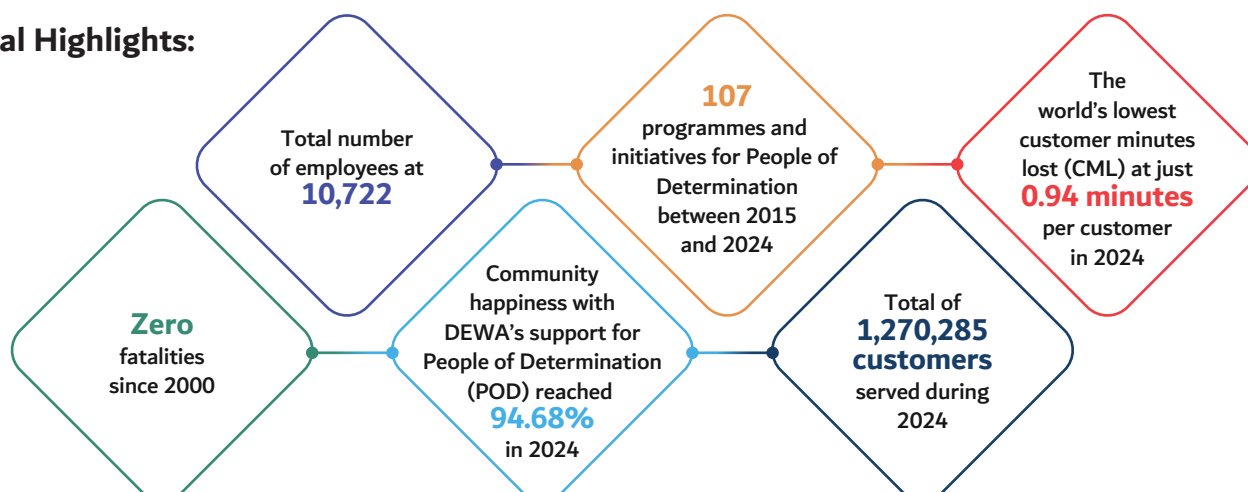 al Highlights:
Total number
of employees at
10,722
107
programmes and
initiatives for People of
Determination
between 2015
and 2024
The
world's lowest
customer minutes
lost (CML) at just
0.94 minutes
per customer
in 2024
Zero
fatalities
since 2000
Community
happiness with
DEWA's support for
People of Determination
(POD) reached
94.68%
in 2024
Total of
1,270,285
customers
served during
2024